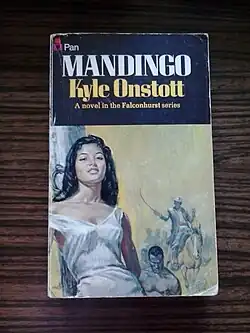 Pan
MANDINGO
Kyle Onstott
A novel in the Falconhurst series